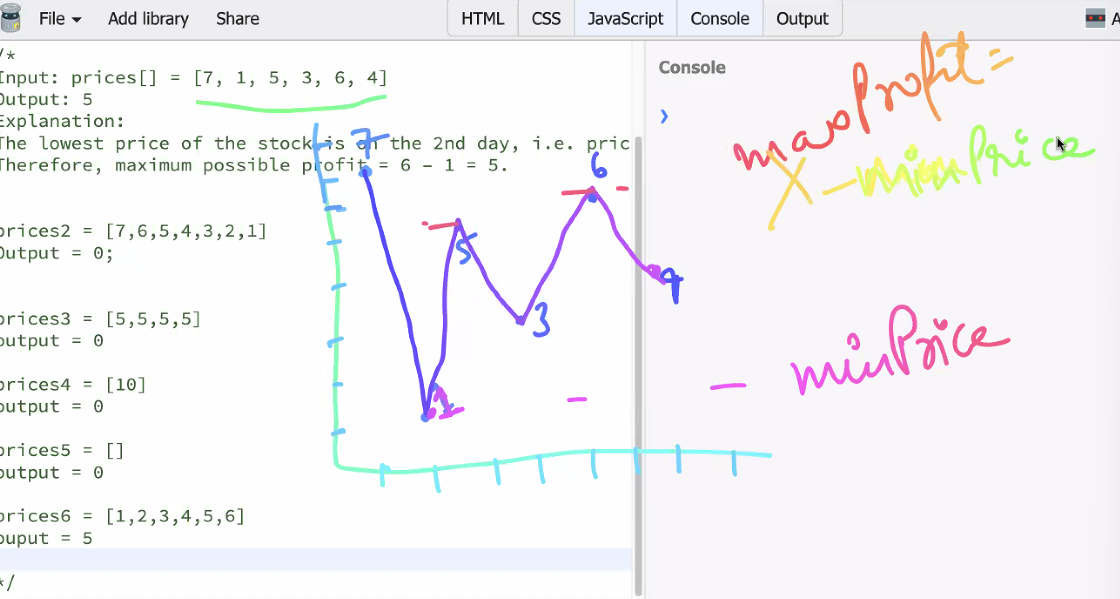 File Add library Share HTML CSS JavaScript Console Output A
/*
Input: prices[] = [7, 1, 5, 3, 6, 4]
Output: 5
Explanation:
The lowest price of the stock is on the 2nd day, i.e. pric
Therefore, maximum possible profit = 6 – 1 = 5.
prices2 = [7,6,5,4,3,2,1]
Output = 0;
prices3 = [5,5,5,5]
output = 0
prices4 = [10]
output = 0
prices5 = []
output = 0
prices6 = [1,2,3,4,5,6]
ouput = 5
*/
7
6
5
4
3
1
Console
maxProfit =
X - minPrice
- minPrice